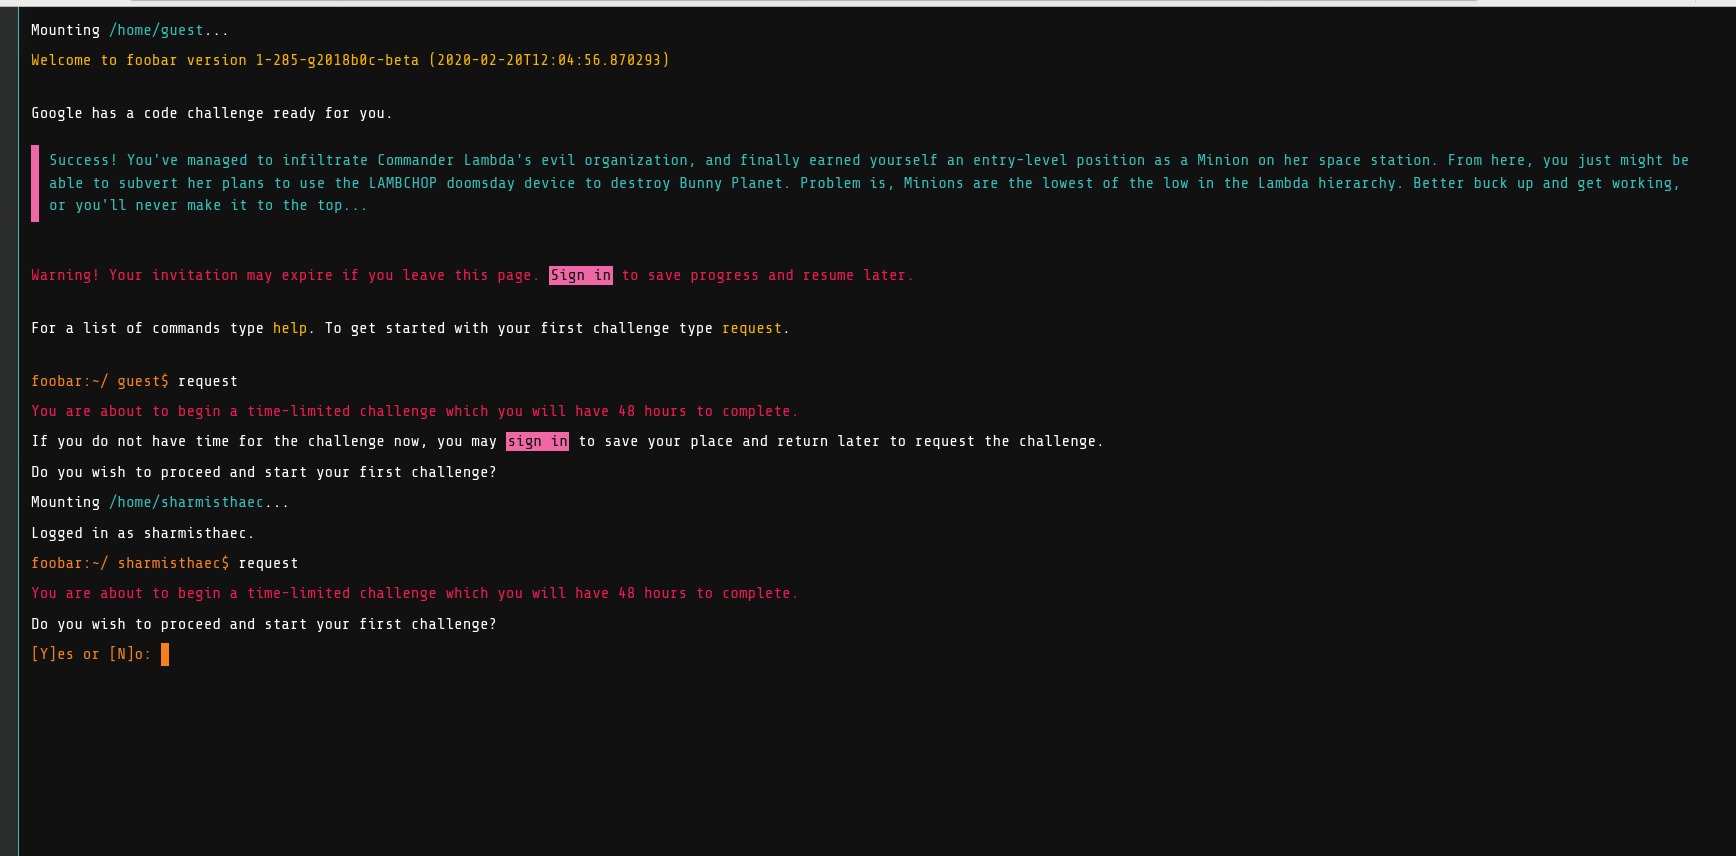 Mounting /home/guest...
Welcome to foobar version 1-285-g2018b0c-beta (2020-02-20T12:04:56.870293)
Google has a code challenge ready for you.
Success! You've managed to infiltrate Commander Lambda's evil organization, and finally earned yourself an entry-level position as a Minion on her space station. From here, you just might be
able to subvert her plans to use the LAMBCHOP doomsday device to destroy Bunny Planet. Problem is, Minions are the lowest of the low in the Lambda hierarchy. Better buck up and get working,
or you'll never make it to the top...
Warning! Your invitation may expire if you leave this page. Sign in to save progress and resume later.
For a list of commands type help. To get started with your first challenge type request.
foobar:~/ guest$ request
You are about to begin a time-limited challenge which you will have 48 hours to complete.
If you do not have time for the challenge now, you may sign in to save your place and return later to request the challenge.
Do you wish to proceed and start your first challenge?
Mounting /home/sharmisthaec...
Logged in as sharmisthaec.
foobar:~/ sharmisthaec$ request
You are about to begin a time-limited challenge which you will have 48 hours to complete.
Do you wish to proceed and start your first challenge?
[Y]es or [N]o: